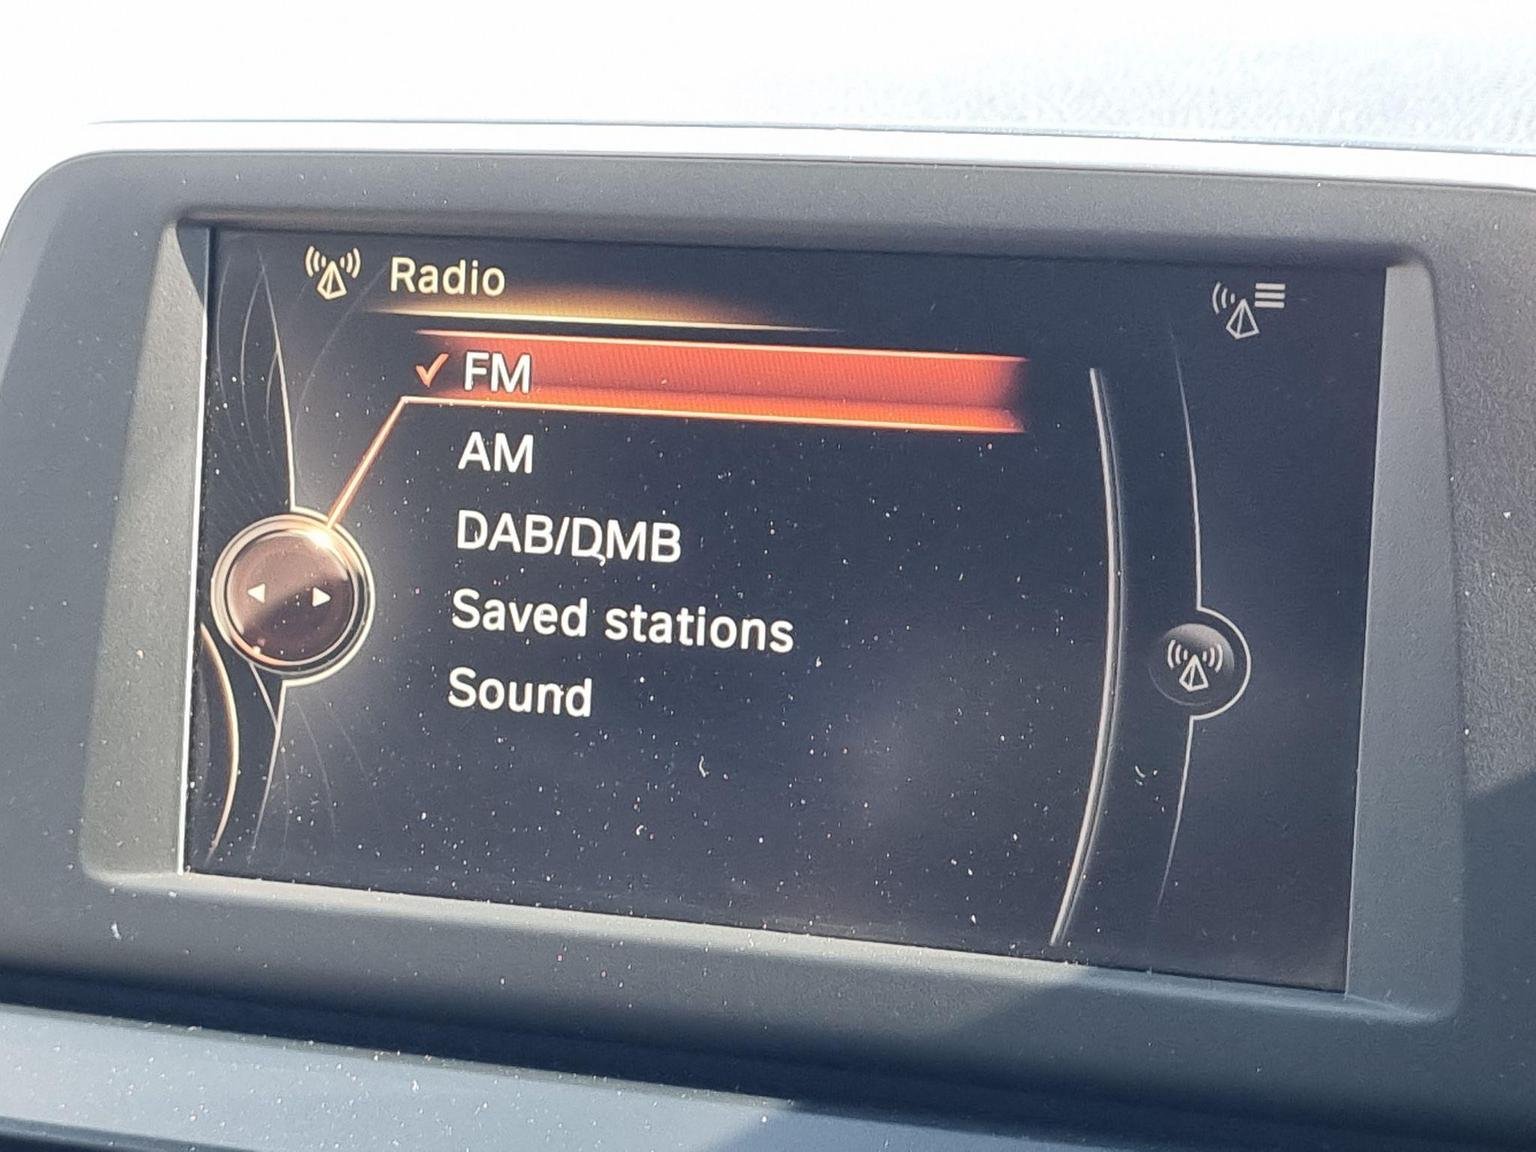 Radio
FM
AM
DAB/DMB
Saved stations
Sound